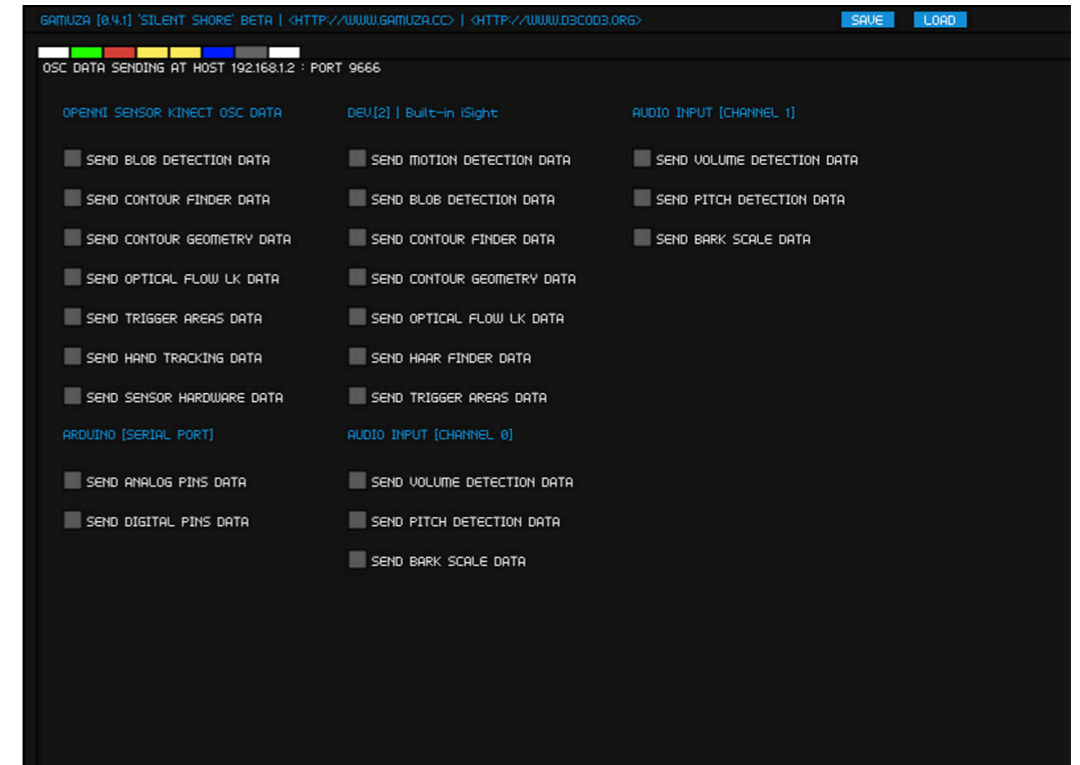 GAMUZA [0.4.1] 'SILENT SHORE' BETA | <HTTP://WWW.GAMUZA.CC> | <HTTP://WWW.D3COD3.ORG>
SAVE
LOAD
OSC DATA SENDING AT HOST 192.168.1.2 : PORT 9666
OPENNI SENSOR KINECT OSC DATA
SEND BLOB DETECTION DATA
SEND CONTOUR FINDER DATA
SEND CONTOUR GEOMETRY DATA
SEND OPTICAL FLOW LK DATA
SEND TRIGGER AREAS DATA
SEND HAND TRACKING DATA
SEND SENSOR HARDWARE DATA
ARDUINO [SERIAL PORT]
SEND ANALOG PINS DATA
SEND DIGITAL PINS DATA
DEV.[2] | Built-in iSight
SEND MOTION DETECTION DATA
SEND BLOB DETECTION DATA
SEND CONTOUR FINDER DATA
SEND CONTOUR GEOMETRY DATA
SEND OPTICAL FLOW LK DATA
SEND HAAR FINDER DATA
SEND TRIGGER AREAS DATA
AUDIO INPUT [CHANNEL 0]
SEND VOLUME DETECTION DATA
SEND PITCH DETECTION DATA
SEND BARK SCALE DATA
AUDIO INPUT [CHANNEL 1]
SEND VOLUME DETECTION DATA
SEND PITCH DETECTION DATA
SEND BARK SCALE DATA